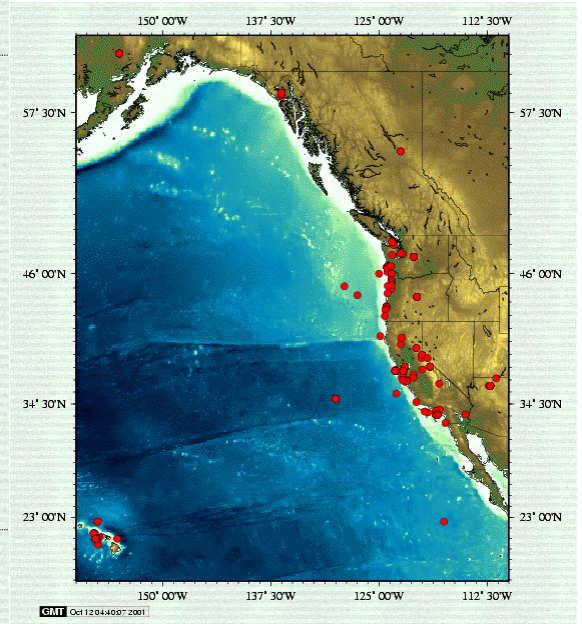 150° 00'W 137° 30'W 125° 00'W 112° 30'W
57° 30'N 57° 30'N
46° 00'N 46° 00'N
34° 30'N 34° 30'N
23° 00'N 23° 00'N
150° 00'W 137° 30'W 125° 00'W 112° 30'W
GMT Oct 12 04:40:07 2001